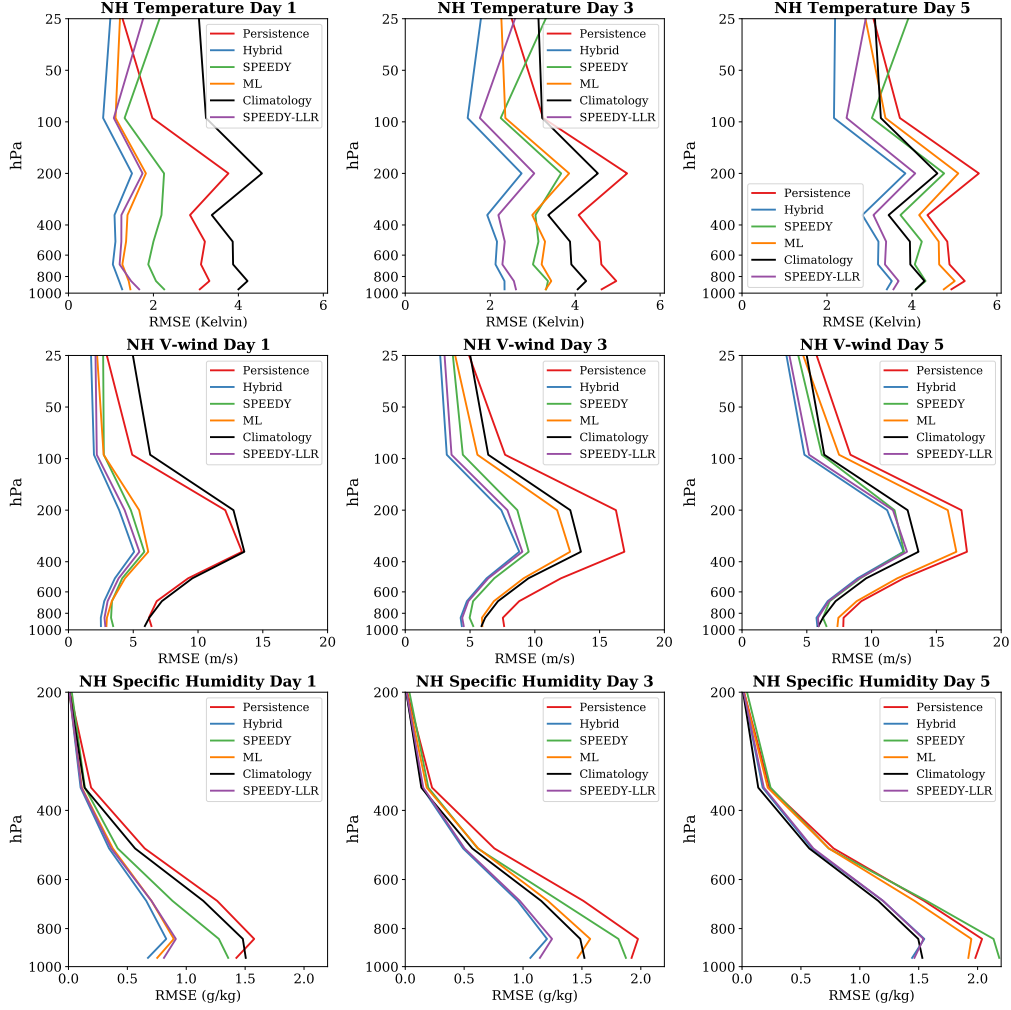 NH Temperature Day 1
25
50
100
200
400
600
800
1000
hPa
0
2
4
6
RMSE (Kelvin)
Persistence
Hybrid
SPEEDY
ML
Climatology
SPEEDY-LLR
NH Temperature Day 3
25
50
100
200
400
600
800
1000
hPa
0
2
4
6
RMSE (Kelvin)
Persistence
Hybrid
SPEEDY
ML
Climatology
SPEEDY-LLR
NH Temperature Day 5
25
50
100
200
400
600
800
1000
hPa
0
2
4
6
RMSE (Kelvin)
Persistence
Hybrid
SPEEDY
ML
Climatology
SPEEDY-LLR
NH V-wind Day 1
25
50
100
200
400
600
800
1000
hPa
0
5
10
15
20
RMSE (m/s)
Persistence
Hybrid
SPEEDY
ML
Climatology
SPEEDY-LLR
NH V-wind Day 3
25
50
100
200
400
600
800
1000
hPa
0
5
10
15
20
RMSE (m/s)
Persistence
Hybrid
SPEEDY
ML
Climatology
SPEEDY-LLR
NH V-wind Day 5
25
50
100
200
400
600
800
1000
hPa
0
5
10
15
20
RMSE (m/s)
Persistence
Hybrid
SPEEDY
ML
Climatology
SPEEDY-LLR
NH Specific Humidity Day 1
200
400
600
800
1000
hPa
0.0
0.5
1.0
1.5
2.0
RMSE (g/kg)
Persistence
Hybrid
SPEEDY
ML
Climatology
SPEEDY-LLR
NH Specific Humidity Day 3
200
400
600
800
1000
hPa
0.0
0.5
1.0
1.5
2.0
RMSE (g/kg)
Persistence
Hybrid
SPEEDY
ML
Climatology
SPEEDY-LLR
NH Specific Humidity Day 5
200
400
600
800
1000
hPa
0.0
0.5
1.0
1.5
2.0
RMSE (g/kg)
Persistence
Hybrid
SPEEDY
ML
Climatology
SPEEDY-LLR